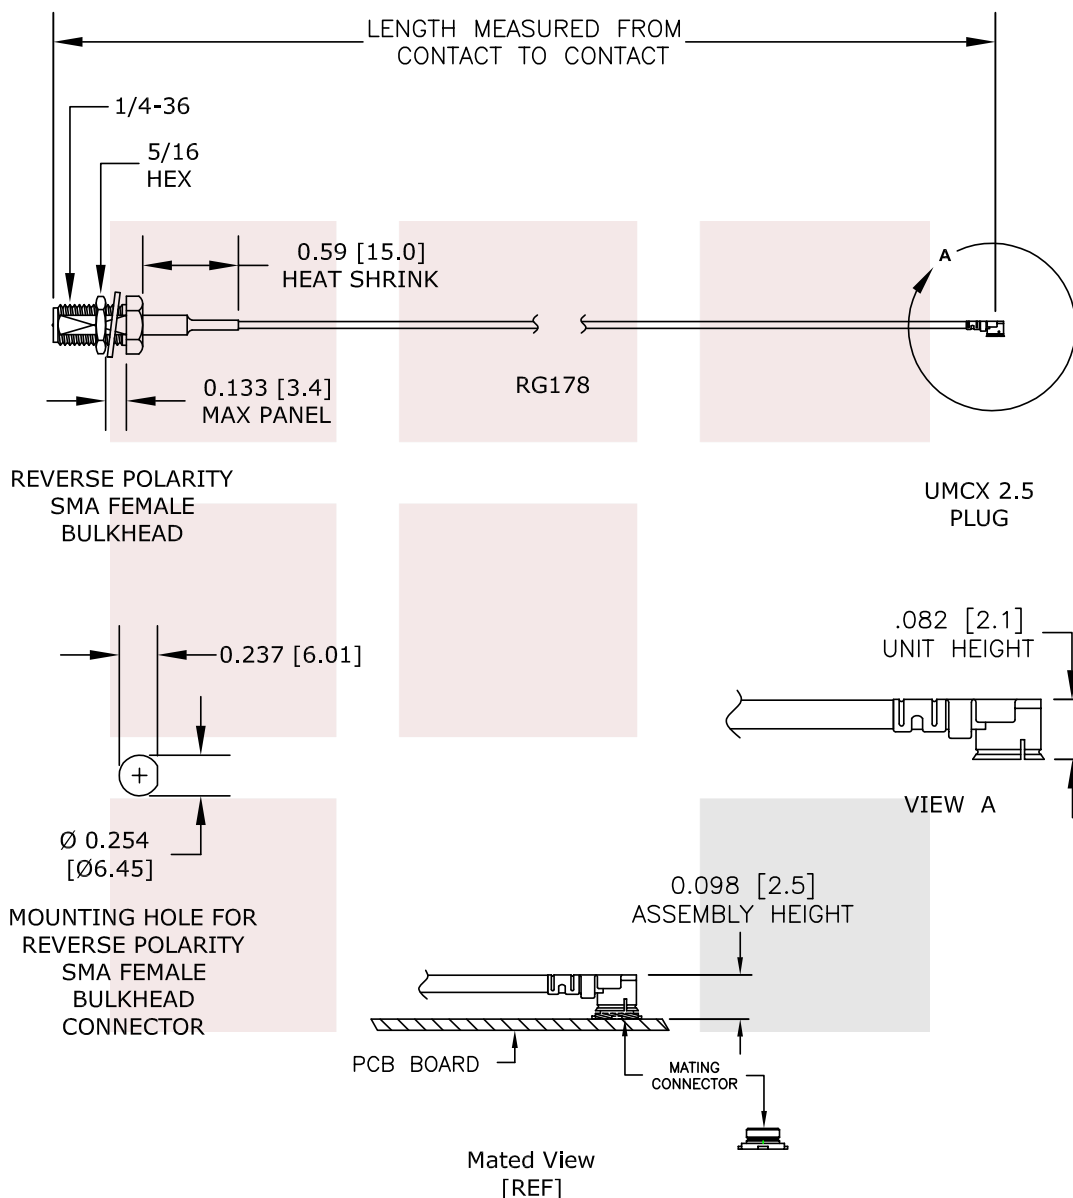 LENGTH MEASURED FROM
CONTACT TO CONTACT
1/4-36
5/16
HEX
0.59 [15.0]
HEAT SHRINK
A
0.133 [3.4]
MAX PANEL
RG178
REVERSE POLARITY
SMA FEMALE
BULKHEAD
UMCX 2.5
PLUG
.082 [2.1]
UNIT HEIGHT
0.237 [6.01]
VIEW A
Ø 0.254
[Ø6.45]
0.098 [2.5]
ASSEMBLY HEIGHT
MOUNTING HOLE FOR
REVERSE POLARITY
SMA FEMALE
BULKHEAD
CONNECTOR
PCB BOARD
MATING
CONNECTOR
Mated View
[REF]